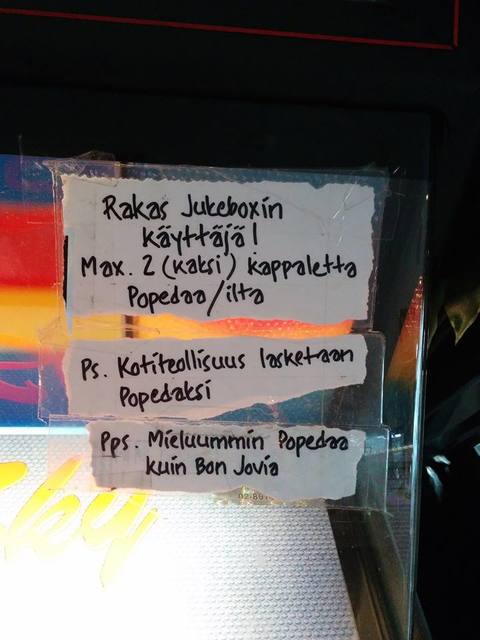 Rakas Jukeboxin
käyttäjä!
Max. 2 (kaksi) kappaletta
Popedaa/ilta
Ps. Kotiteollisuus lasketaan
Popedaksi
Pps. Mieluummin Popedaa
kuin Bon Jovia